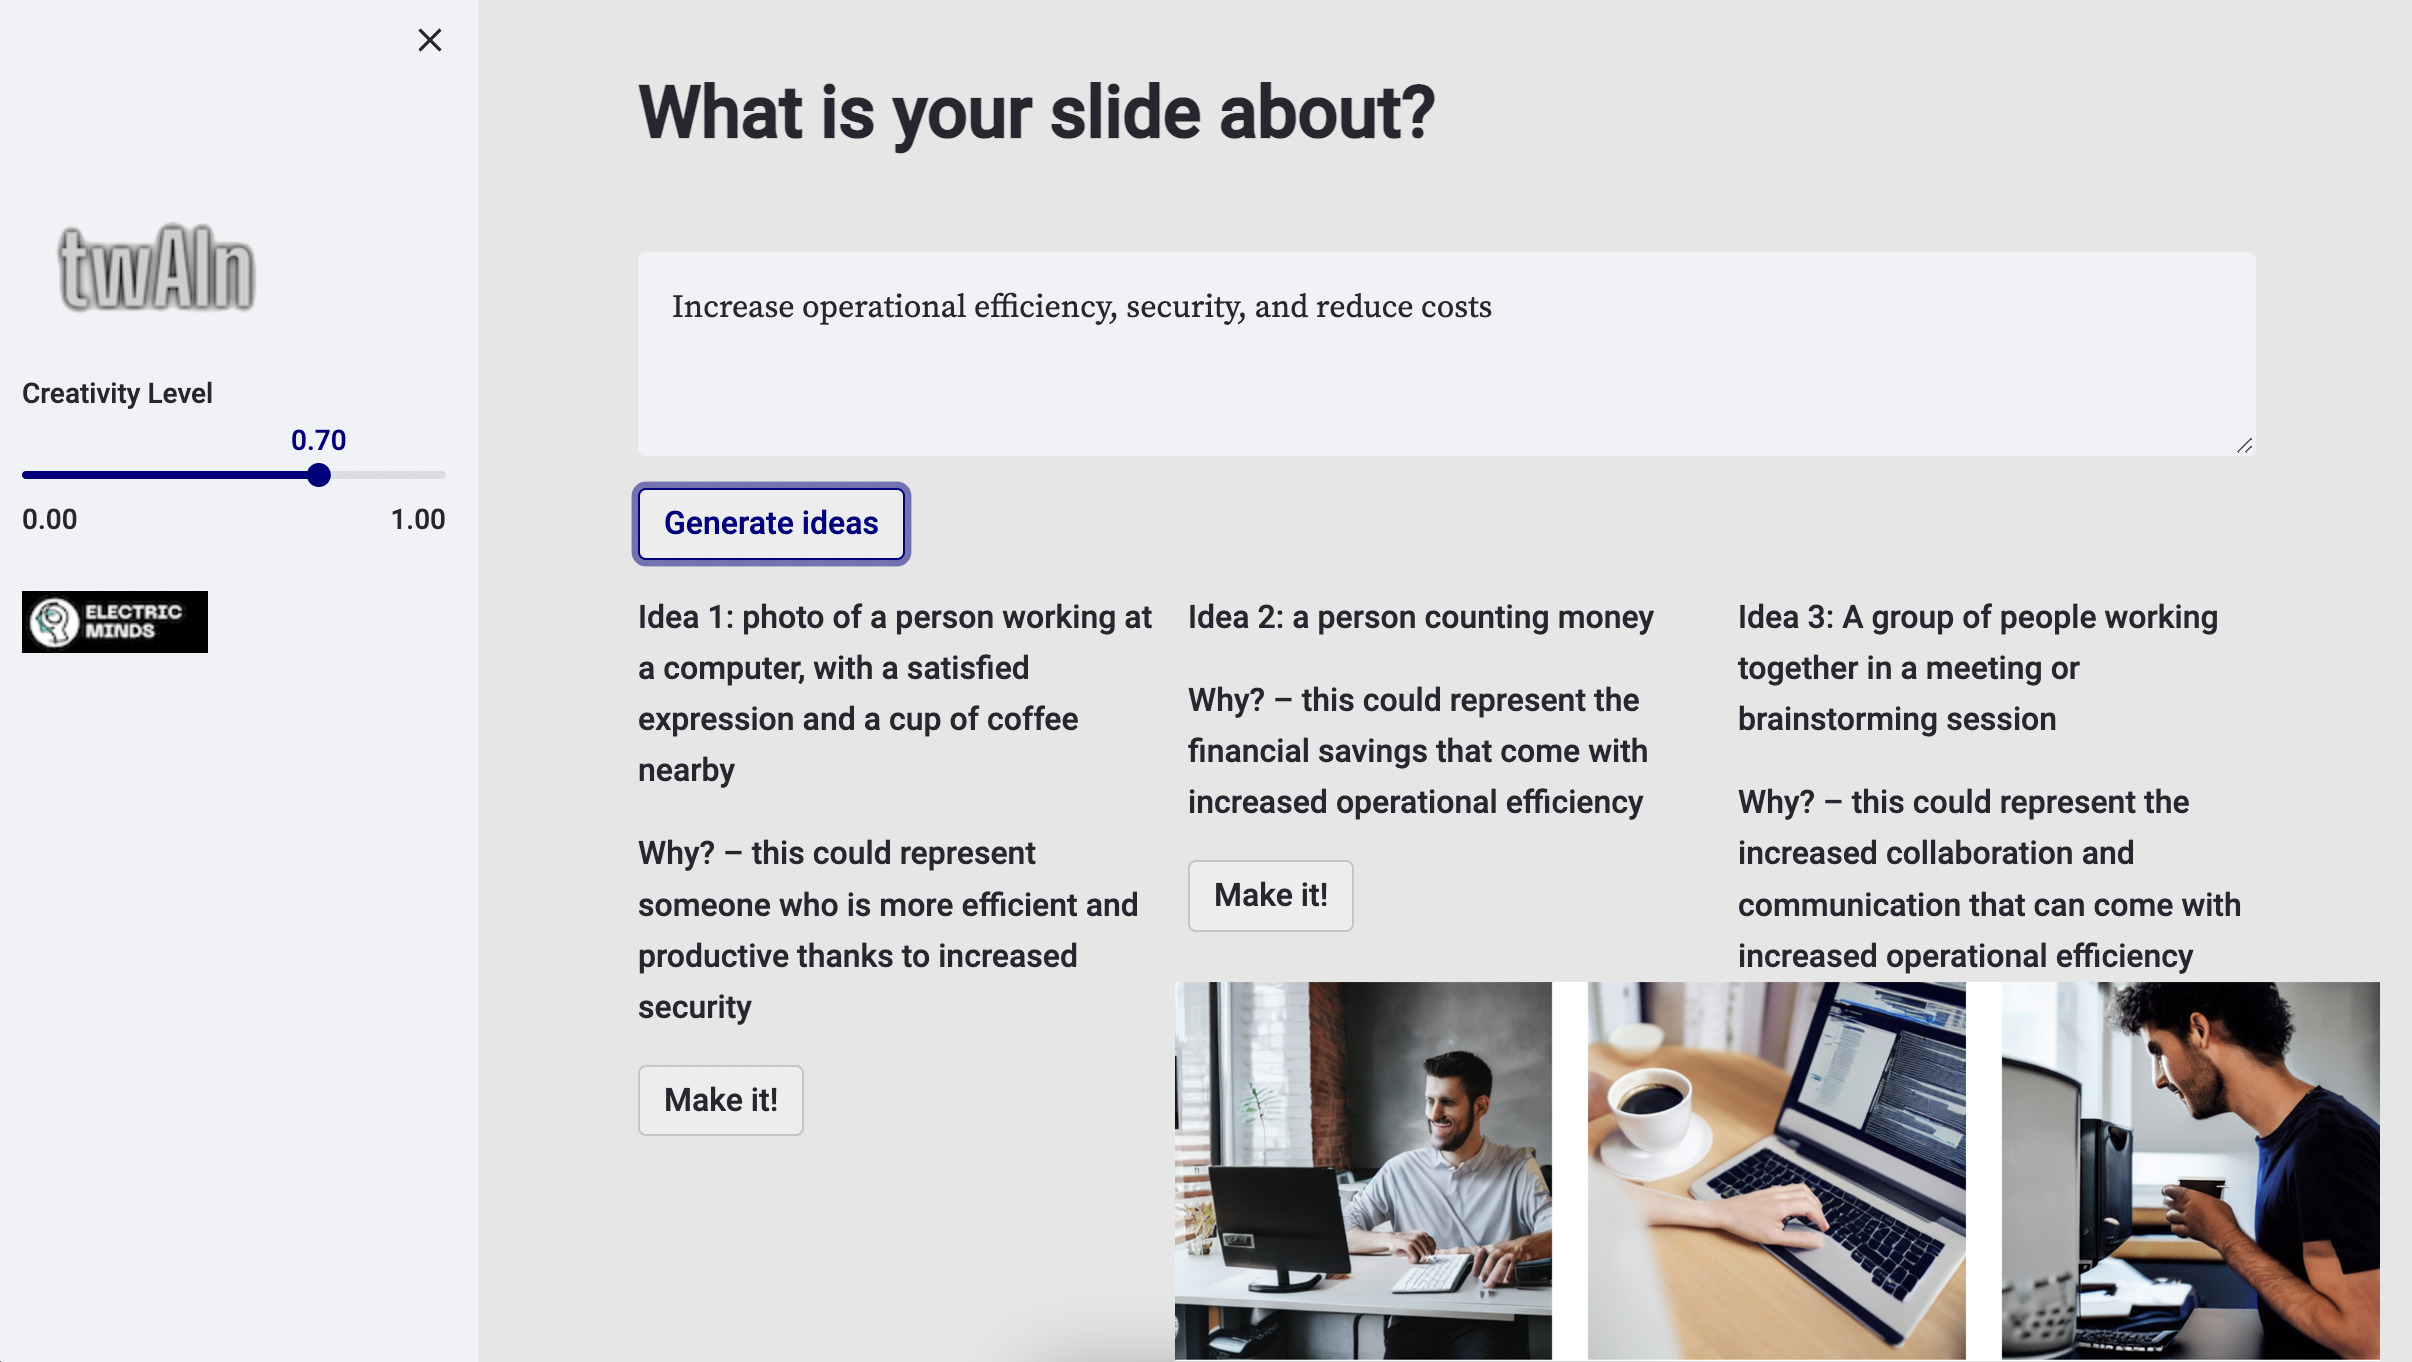 What is your slide about?
twAIn
Creativity Level
0.70
0.00 1.00
ELECTRIC
MINDS
Increase operational efficiency, security, and reduce costs
Generate ideas
Idea 1: photo of a person working at
a computer, with a satisfied
expression and a cup of coffee
nearby
Why? – this could represent
someone who is more efficient and
productive thanks to increased
security
Make it!
Idea 2: a person counting money
Why? – this could represent the
financial savings that come with
increased operational efficiency
Make it!
Idea 3: A group of people working
together in a meeting or
brainstorming session
Why? – this could represent the
increased collaboration and
communication that can come with
increased operational efficiency